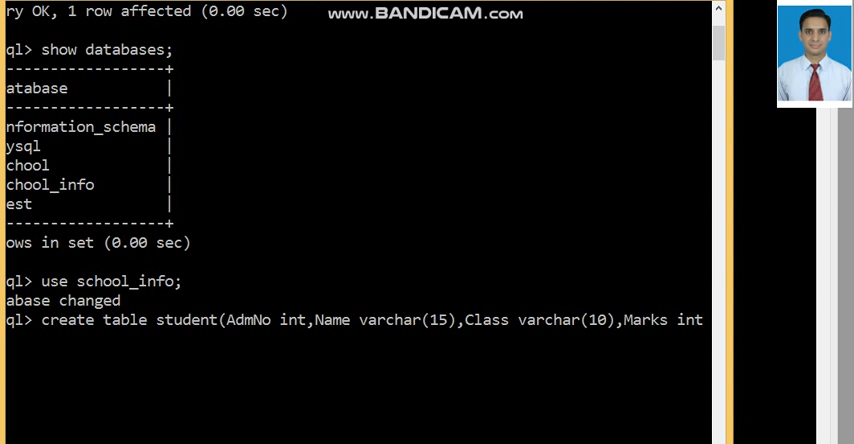 ry OK, 1 row affected (0.00 sec)
www.BANDICAM.com
ql> show databases;
------------------+
atabase |
------------------+
nformation_schema |
ysql |
chool |
chool_info |
est |
------------------+
ows in set (0.00 sec)
ql> use school_info;
abase changed
ql> create table student(AdmNo int,Name varchar(15),Class varchar(10),Marks int